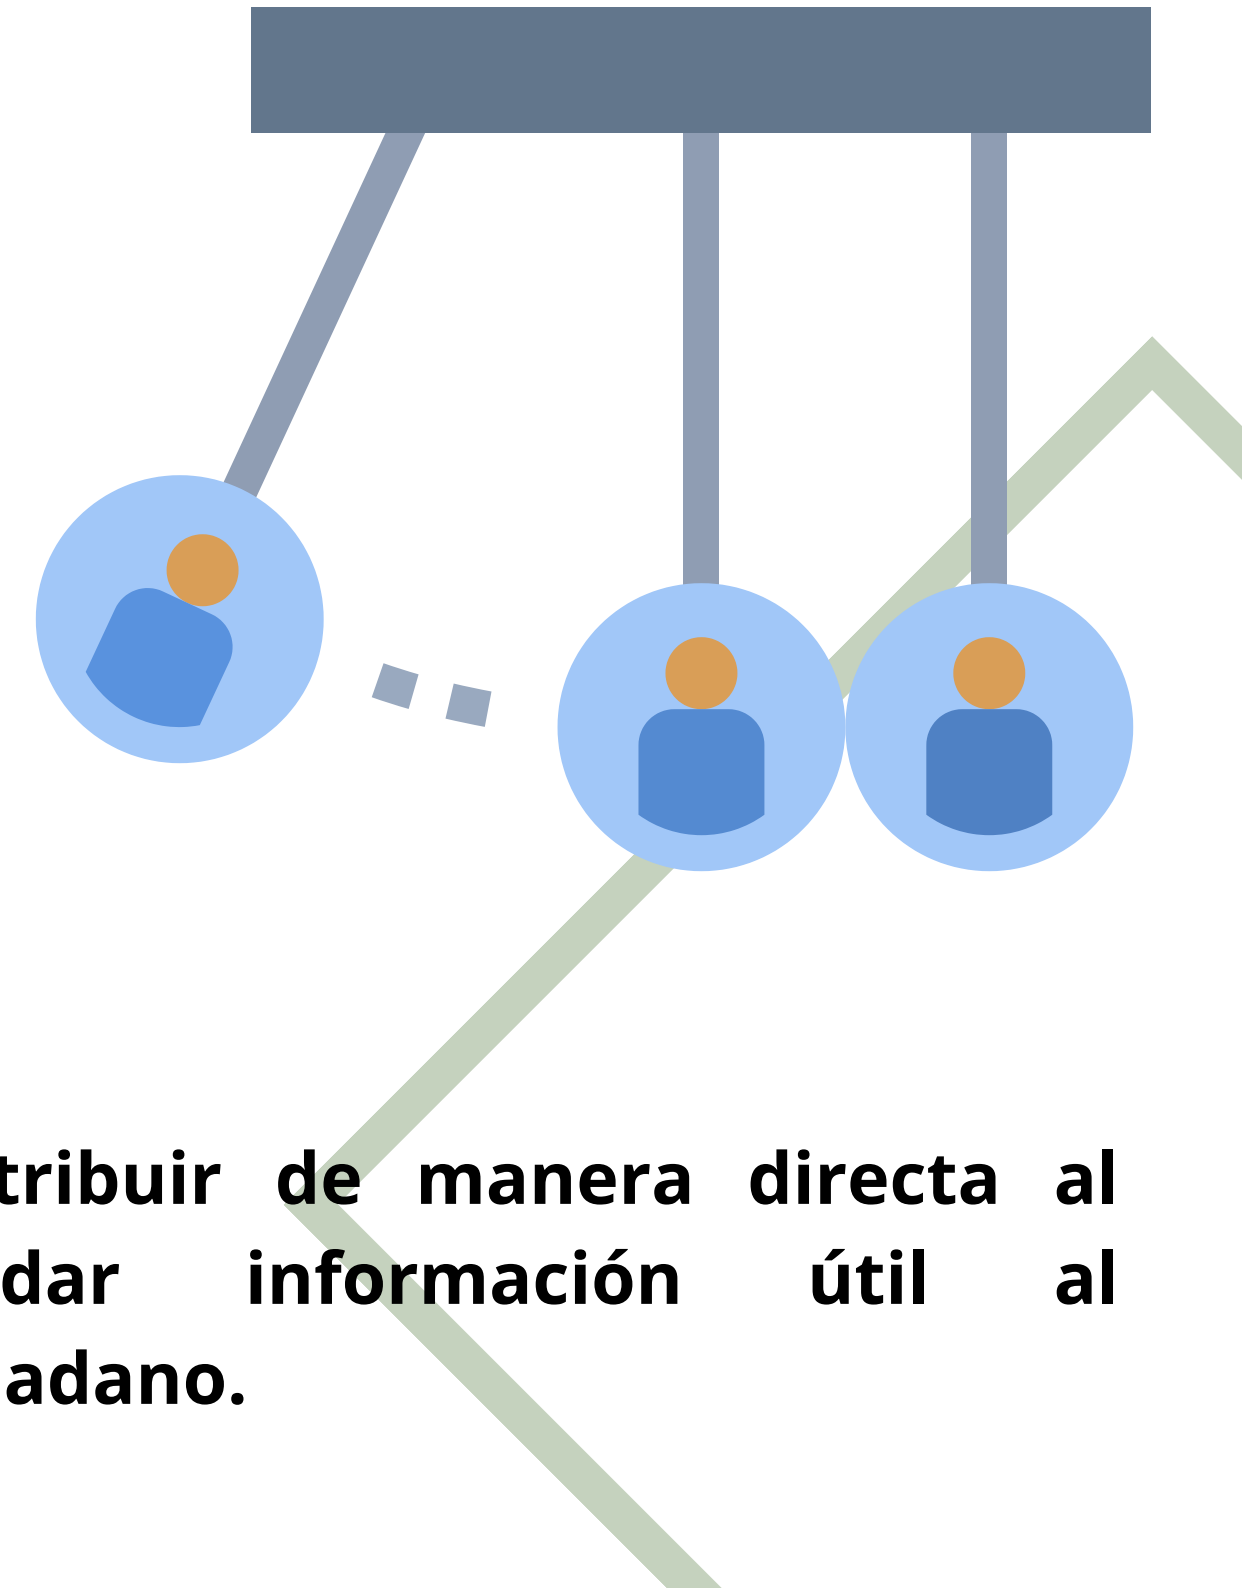 tribuir de manera directa al
dar información útil al
adano.